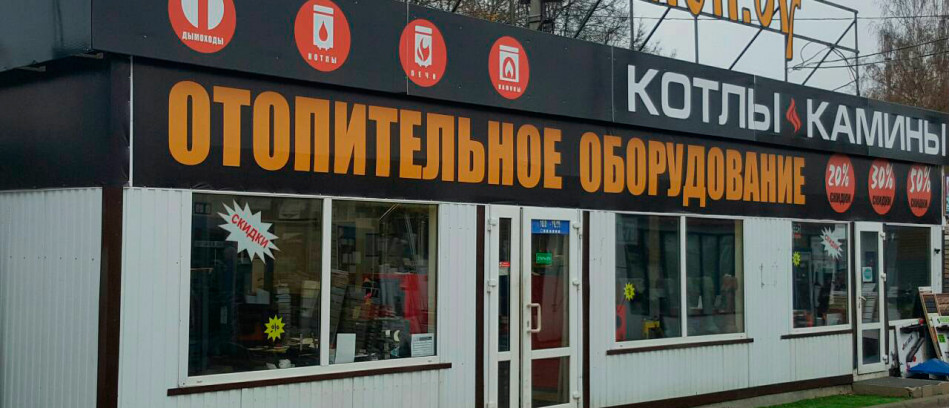 ДЫМОХОДЫ
КОТЛЫ
ПЕЧИ
КАМИНЫ
КОТЛЫ КАМИНЫ
ОТОПИТЕЛЬНОЕ ОБОРУДОВАНИЕ
20% СКИДКИ
30% СКИДКИ
50% СКИДКИ
СКИДКИ